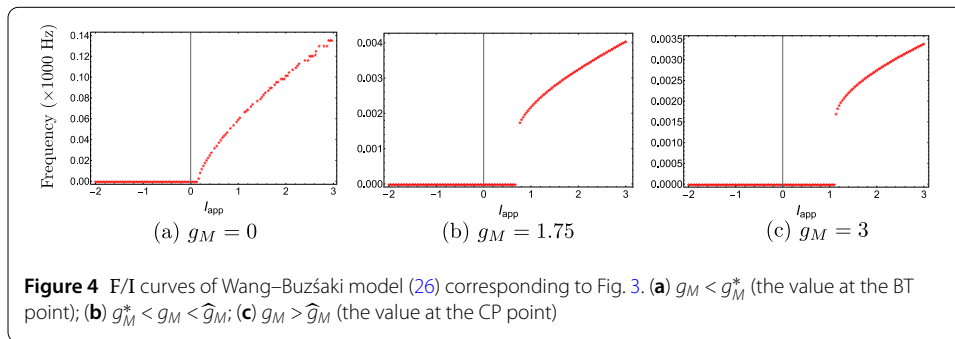 0.14
0.12
0.10
0.08
0.06
0.04
0.02
0.00
Frequency (×1000 Hz)
-2 -1 0 1 2 3
I_app
(a) g_M = 0
0.004
0.003
0.002
0.001
0.000
-2 -1 0 1 2 3
I_app
(b) g_M = 1.75
0.0035
0.0030
0.0025
0.0020
0.0015
0.0010
0.0005
0.0000
-2 -1 0 1 2 3
I_app
(c) g_M = 3
Figure 4 F/I curves of Wang–Buzśaki model (26) corresponding to Fig. 3. (a) g_M < g*_M (the value at the BT
point); (b) g*_M < g_M < ĝ_M; (c) g_M > ĝ_M (the value at the CP point)